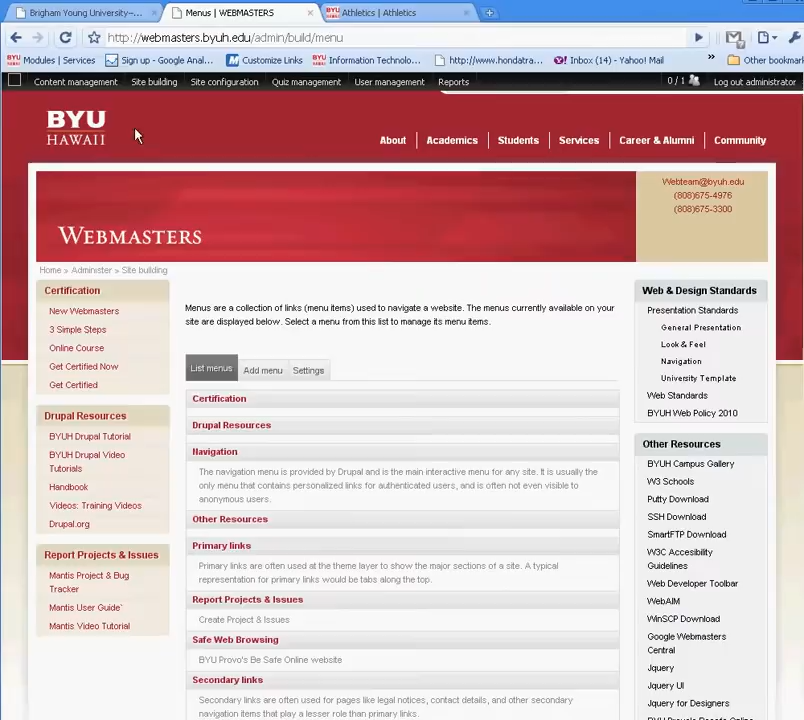 Brigham Young University–...
Menus | WEBMASTERS
Athletics | Athletics
http://webmasters.byuh.edu/admin/build/menu
Modules | Services
Sign up - Google Anal...
Customize Links
Information Technolo...
http://www.hondatra...
Inbox (14) - Yahoo! Mail
»
Other bookmar
Content management
Site building
Site configuration
Quiz management
User management
Reports
0 / 1
Log out administrator
BYU
HAWAII
About
Academics
Students
Services
Career & Alumni
Community
WEBMASTERS
Webteam@byuh.edu
(808)675-4976
(808)675-3300
Home > Administer > Site building
Certification
New Webmasters
3 Simple Steps
Online Course
Get Certified Now
Get Certified
Drupal Resources
BYUH Drupal Tutorial
BYUH Drupal Video
Tutorials
Handbook
Videos: Training Videos
Drupal.org
Report Projects & Issues
Mantis Project & Bug
Tracker
Mantis User Guide`
Mantis Video Tutorial
Menus are a collection of links (menu items) used to navigate a website. The menus currently available on your
site are displayed below. Select a menu from this list to manage its menu items.
List menus
Add menu
Settings
Certification
Drupal Resources
Navigation
The navigation menu is provided by Drupal and is the main interactive menu for any site. It is usually the
only menu that contains personalized links for authenticated users, and is often not even visible to
anonymous users.
Other Resources
Primary links
Primary links are often used at the theme layer to show the major sections of a site. A typical
representation for primary links would be tabs along the top.
Report Projects & Issues
Create Project & Issues
Safe Web Browsing
BYU Provo's Be Safe Online website
Secondary links
Secondary links are often used for pages like legal notices, contact details, and other secondary
navigation items that play a lesser role than primary links.
Web & Design Standards
Presentation Standards
General Presentation
Look & Feel
Navigation
University Template
Web Standards
BYUH Web Policy 2010
Other Resources
BYUH Campus Gallery
W3 Schools
Putty Download
SSH Download
SmartFTP Download
W3C Accesibility
Guidelines
Web Developer Toolbar
WebAIM
WinSCP Download
Google Webmasters
Central
Jquery
Jquery UI
Jquery for Designers